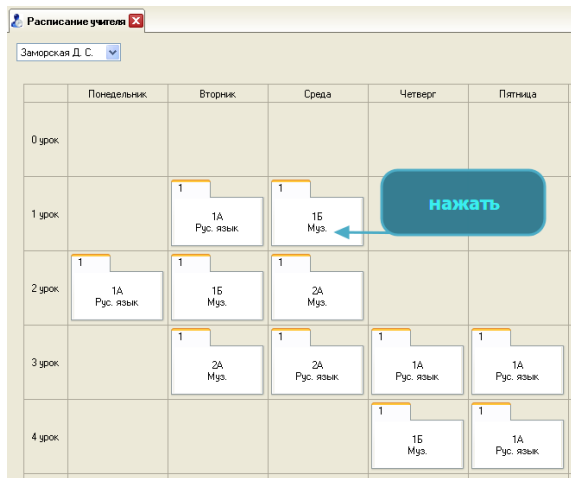 Расписание учителя
Заморская Д. С.
Понедельник Вторник Среда Четверг Пятница
0 урок
1 урок
1
1А
Рус. язык
1
1Б
Муз.
нажать
2 урок
1
1А
Рус. язык
1
1Б
Муз.
1
2А
Муз.
3 урок
1
2А
Муз.
1
2А
Рус. язык
1
1А
Рус. язык
1
1А
Рус. язык
4 урок
1
1Б
Муз.
1
1А
Рус. язык